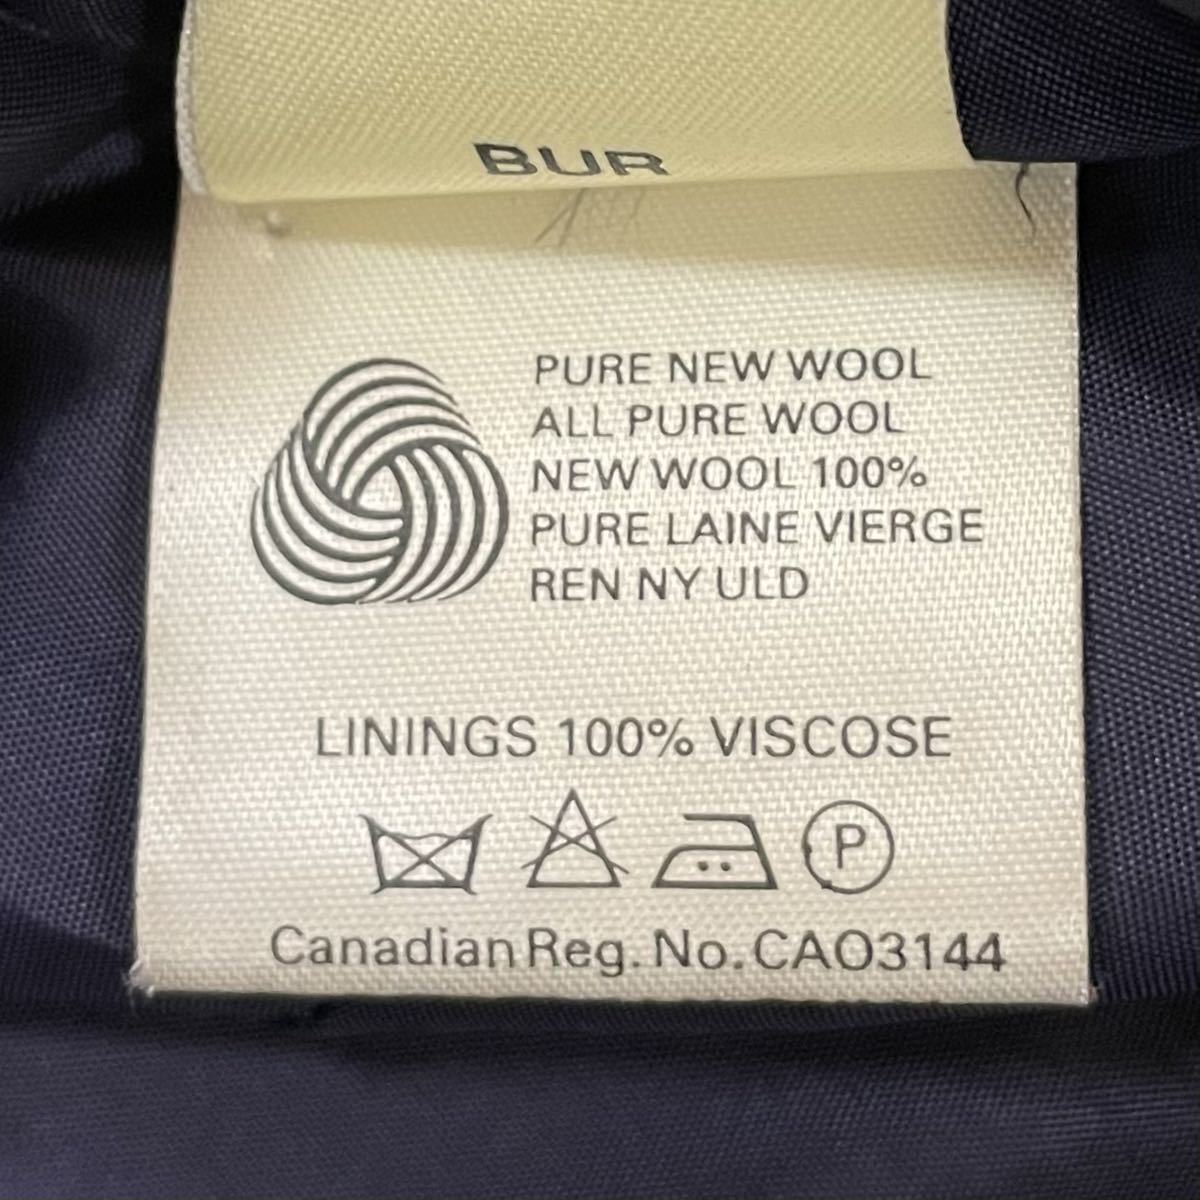 BUR
PURE NEW WOOL
ALL PURE WOOL
NEW WOOL 100%
PURE LAINE VIERGE
REN NY ULD
LININGS 100% VISCOSE
P
Canadian Reg. No. CAO3144